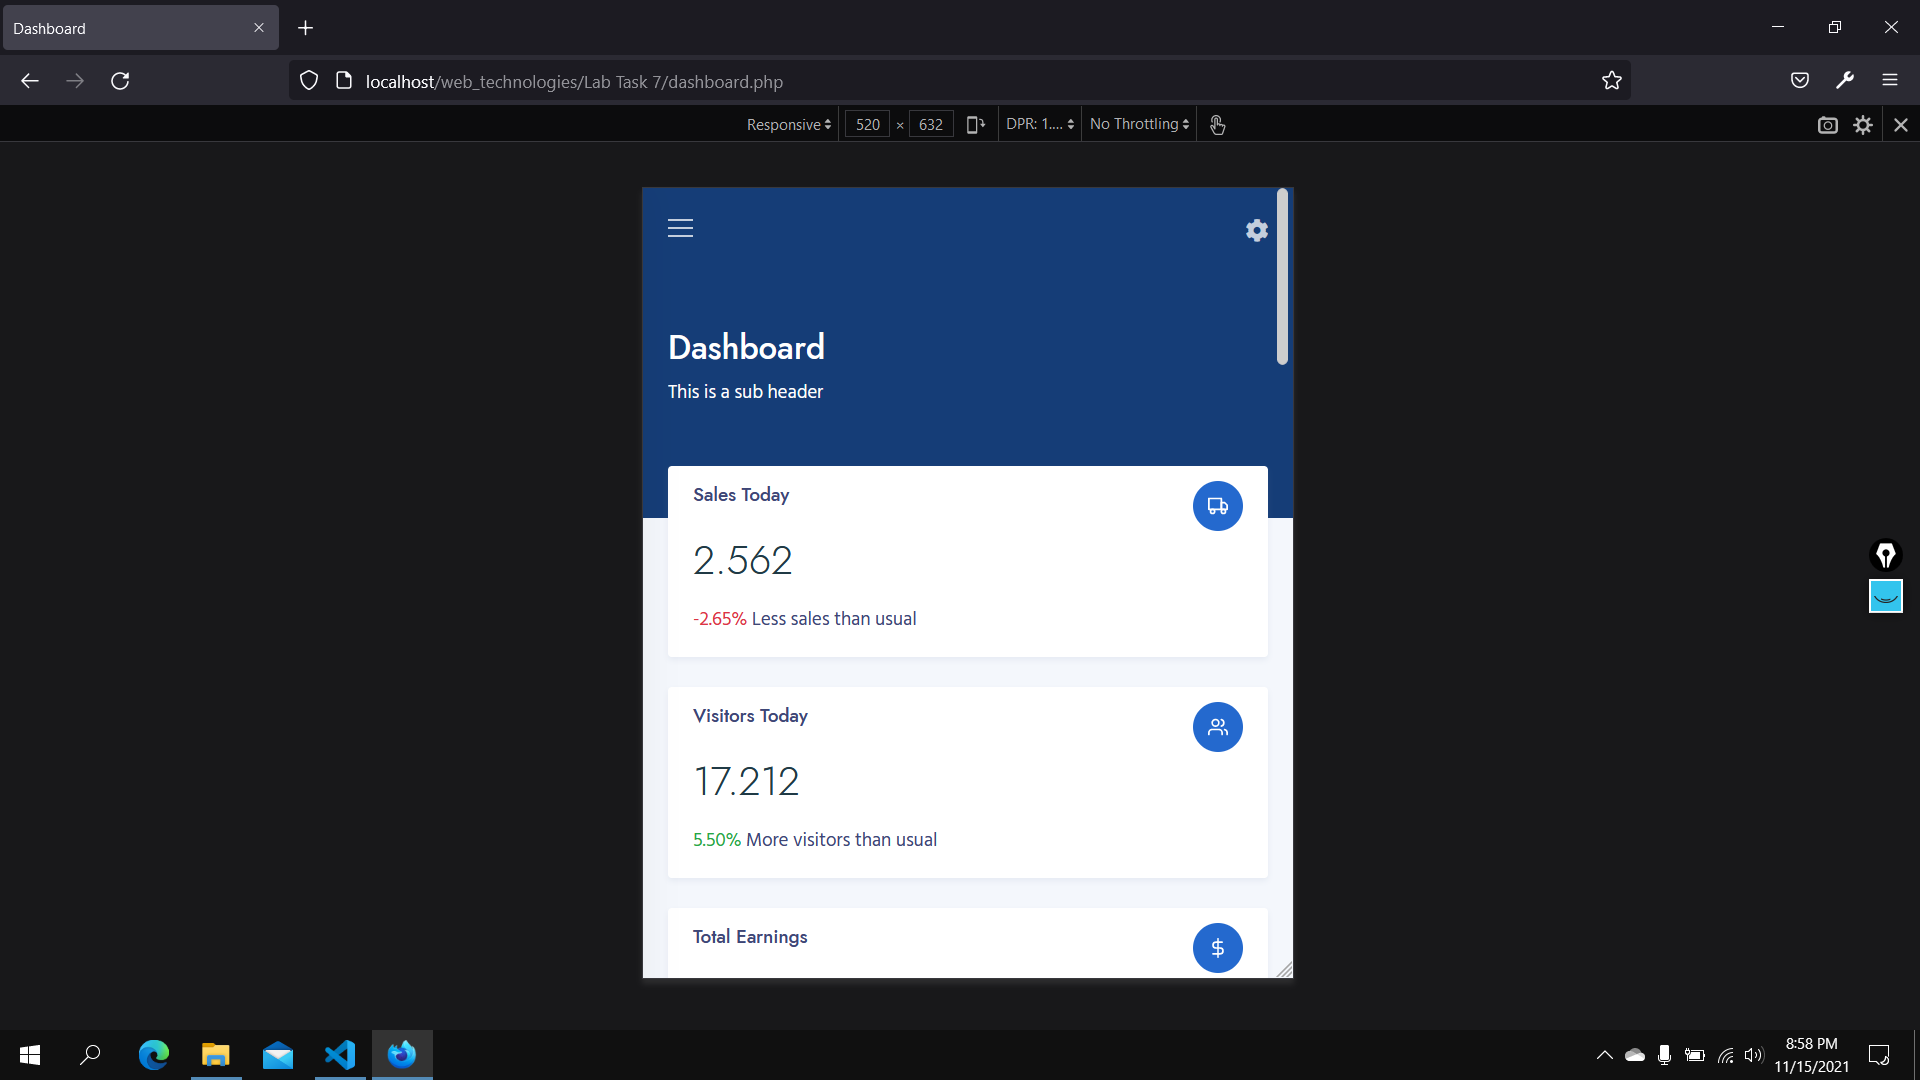 Dashboard
localhost/web_technologies/Lab Task 7/dashboard.php
Responsive 520 × 632 DPR: 1.... No Throttling
Dashboard
This is a sub header
Sales Today
2.562
-2.65% Less sales than usual
Visitors Today
17.212
5.50% More visitors than usual
Total Earnings
$
8:58 PM
11/15/2021